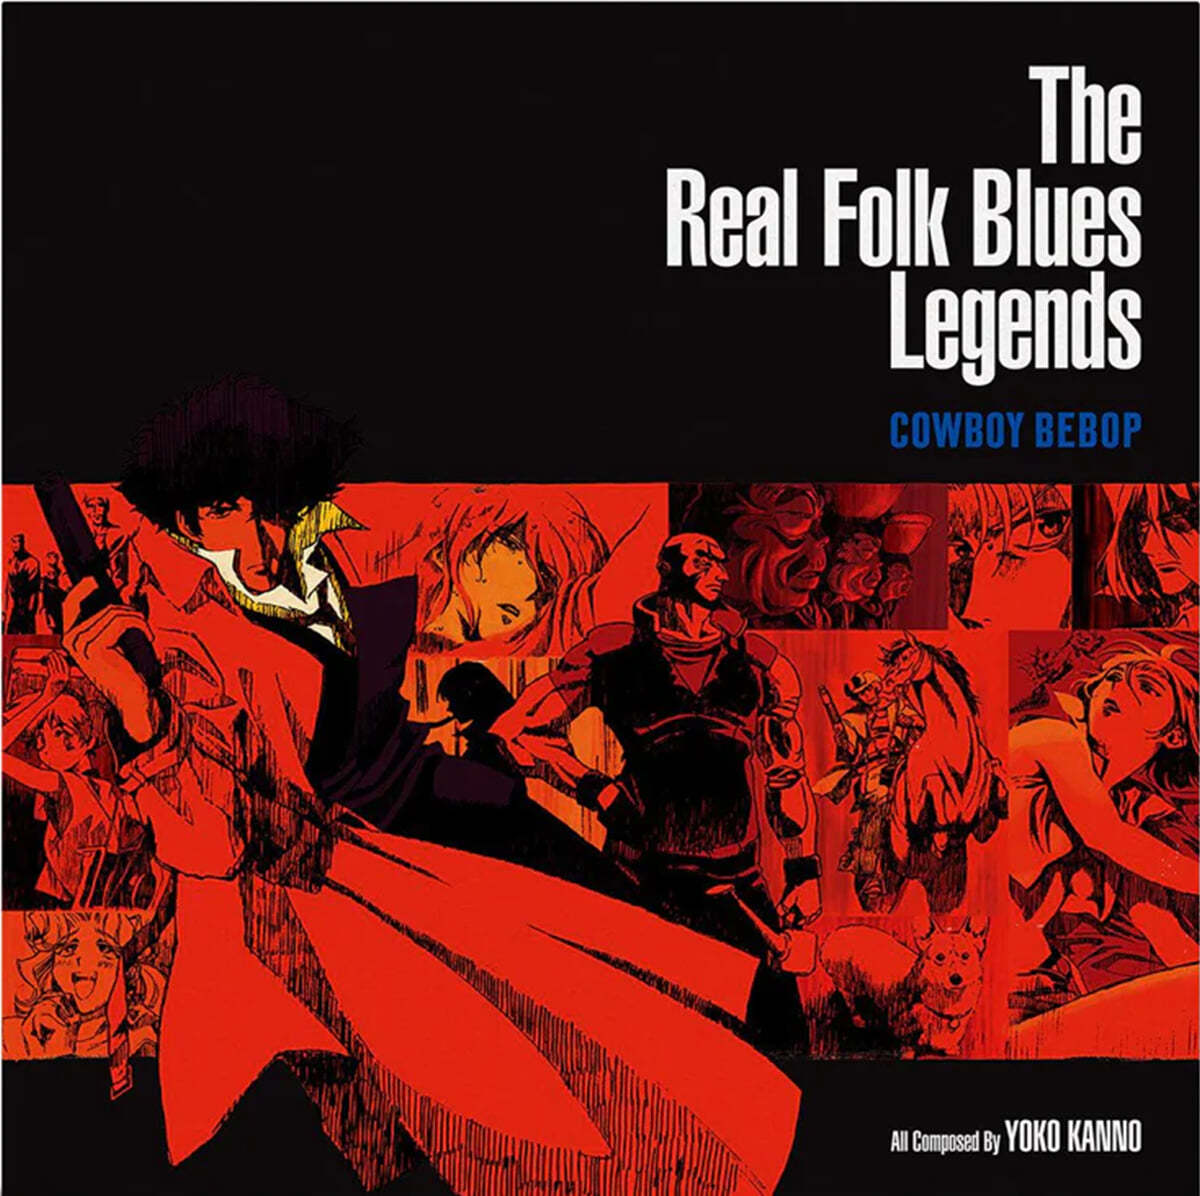 The
Real Folk Blues
Legends
COWBOY BEBOP
All Composed By YOKO KANNO